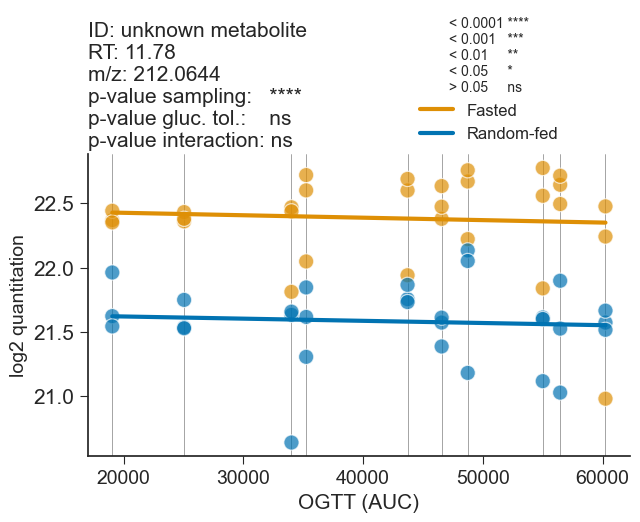 ID: unknown metabolite
RT: 11.78
m/z: 212.0644
p-value sampling: ****
p-value gluc. tol.: ns
p-value interaction: ns
< 0.0001 ****
< 0.001 ***
< 0.01 **
< 0.05 *
> 0.05 ns
Fasted
Random-fed
log2 quantitation
22.5
22.0
21.5
21.0
20000 30000 40000 50000 60000
OGTT (AUC)